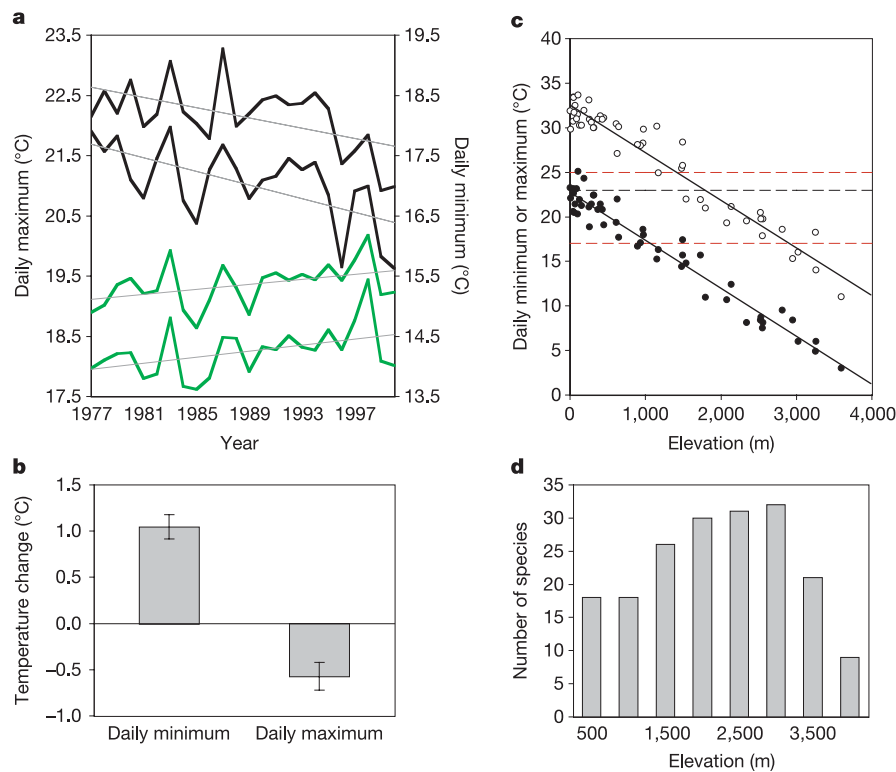 a
23.5
22.5
21.5
20.5
19.5
18.5
17.5
Daily maximum (°C)
19.5
18.5
17.5
16.5
15.5
14.5
13.5
Daily minimum (°C)
1977 1981 1985 1989 1993 1997
Year
b
1.5
1.0
0.5
0.0
–0.5
–1.0
Temperature change (°C)
Daily minimum Daily maximum
c
40
35
30
25
20
15
10
5
0
Daily minimum or maximum (°C)
0 1,000 2,000 3,000 4,000
Elevation (m)
d
35
30
25
20
15
10
5
0
Number of species
500 1,500 2,500 3,500
Elevation (m)